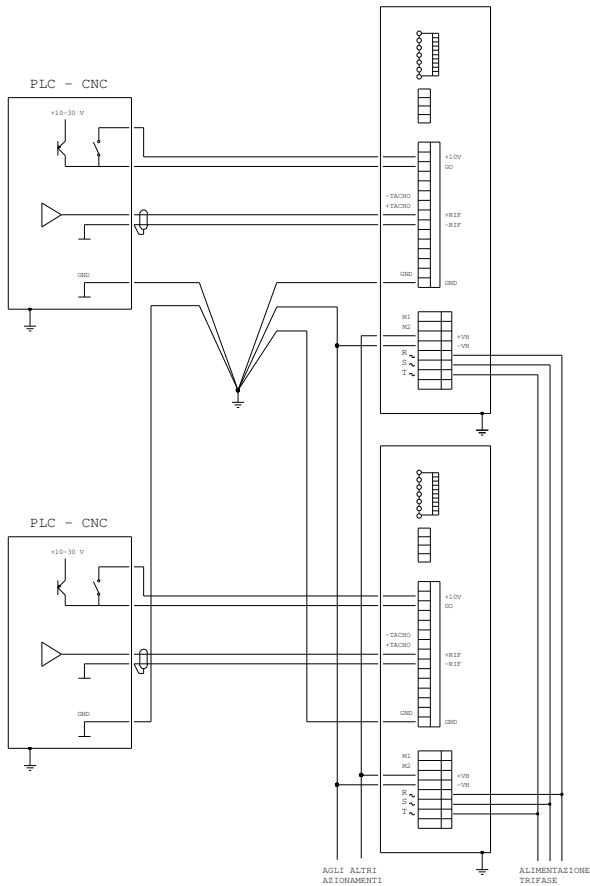 PLC - CNC
+10-30 V
+10V
GO
-TACHO
+TACHO
+RIF
-RIF
GND
GND
GND
M1
M2
+VH
-VH
R
S
T
PLC - CNC
+10-30 V
+10V
GO
-TACHO
+TACHO
+RIF
-RIF
GND
GND
GND
M1
M2
+VH
-VH
R
S
T
AGLI ALTRI
AZIONAMENTI
ALIMENTAZIONE
TRIFASE